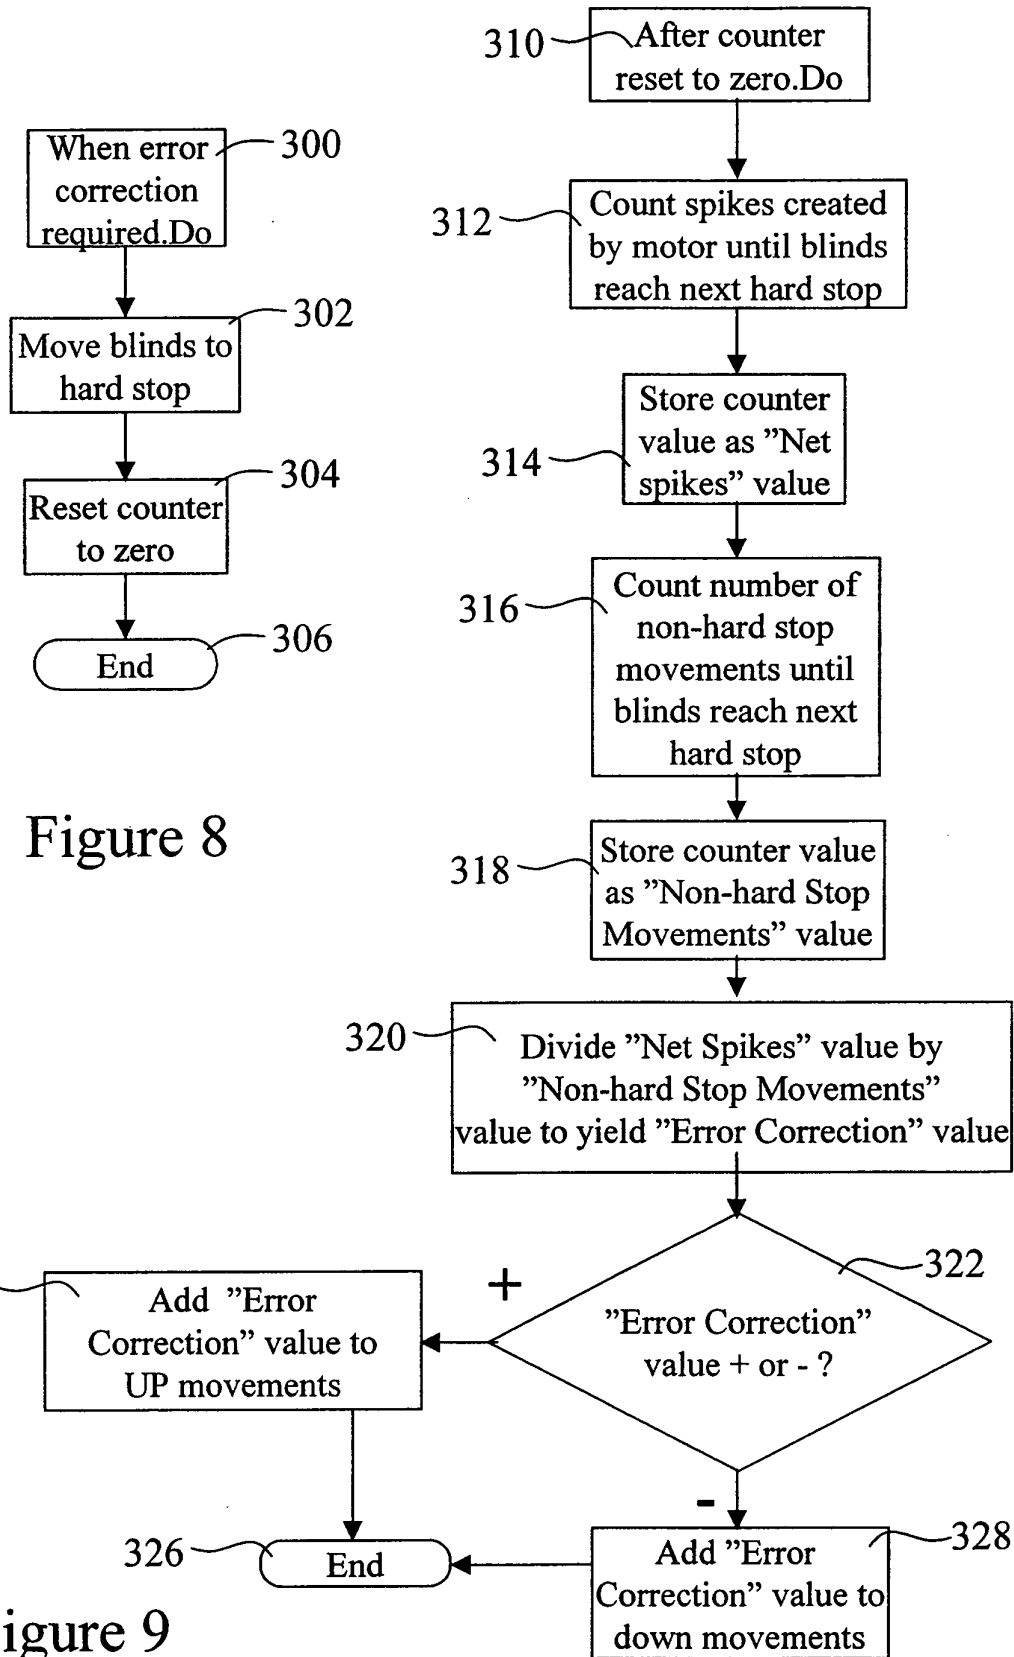 When error
correction
required.Do
300
Move blinds to
hard stop
302
Reset counter
to zero
304
End
306
Figure 8
310
After counter
reset to zero.Do
312
Count spikes created
by motor until blinds
reach next hard stop
314
Store counter
value as ”Net
spikes” value
316
Count number of
non-hard stop
movements until
blinds reach next
hard stop
318
Store counter value
as ”Non-hard Stop
Movements” value
320
Divide ”Net Spikes” value by
”Non-hard Stop Movements”
value to yield ”Error Correction” value
322
”Error Correction”
value + or - ?
+
Add ”Error
Correction” value to
UP movements
-
328
Add ”Error
Correction” value to
down movements
326
End
igure 9